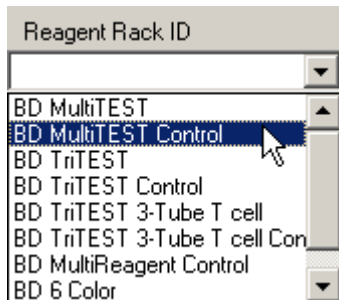 Reagent Rack ID
BD MultiTEST
BD MultiTEST Control
BD TriTEST
BD TriTEST Control
BD TriTEST 3-Tube T cell
BD TriTEST 3-Tube T cell Con
BD MultiReagent Control
BD 6 Color